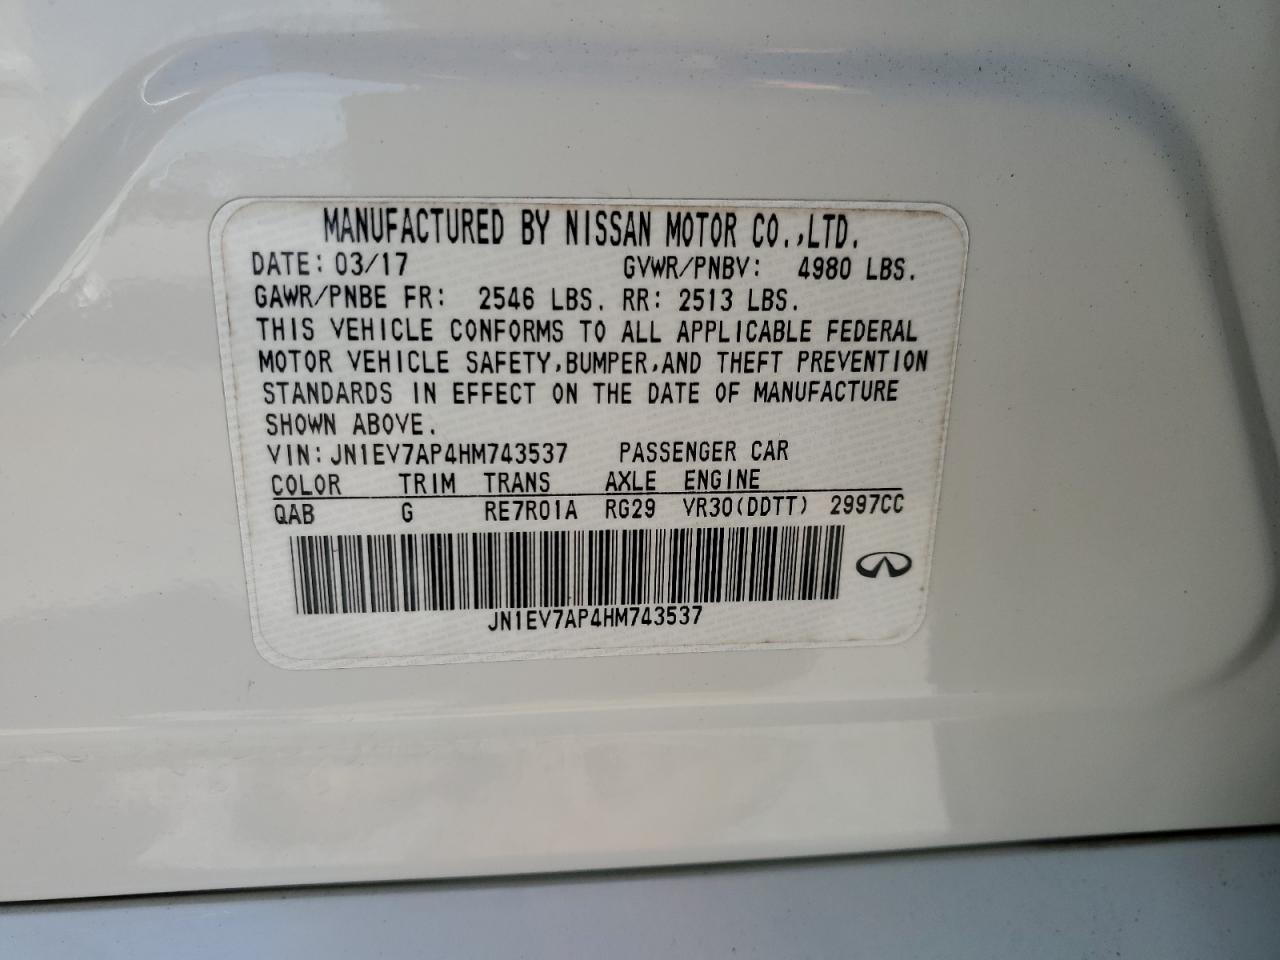 MANUFACTURED BY NISSAN MOTOR CO.,LTD.
DATE: 03/17 GVWR/PNBV: 4980 LBS.
GAWR/PNBE FR: 2546 LBS. RR: 2513 LBS.
THIS VEHICLE CONFORMS TO ALL APPLICABLE FEDERAL
MOTOR VEHICLE SAFETY,BUMPER,AND THEFT PREVENTION
STANDARDS IN EFFECT ON THE DATE OF MANUFACTURE
SHOWN ABOVE.
VIN:JN1EV7AP4HM743537 PASSENGER CAR
COLOR TRIM TRANS AXLE ENGINE
QAB G RE7R01A RG29 VR30(DDTT) 2997CC
JN1EV7AP4HM743537